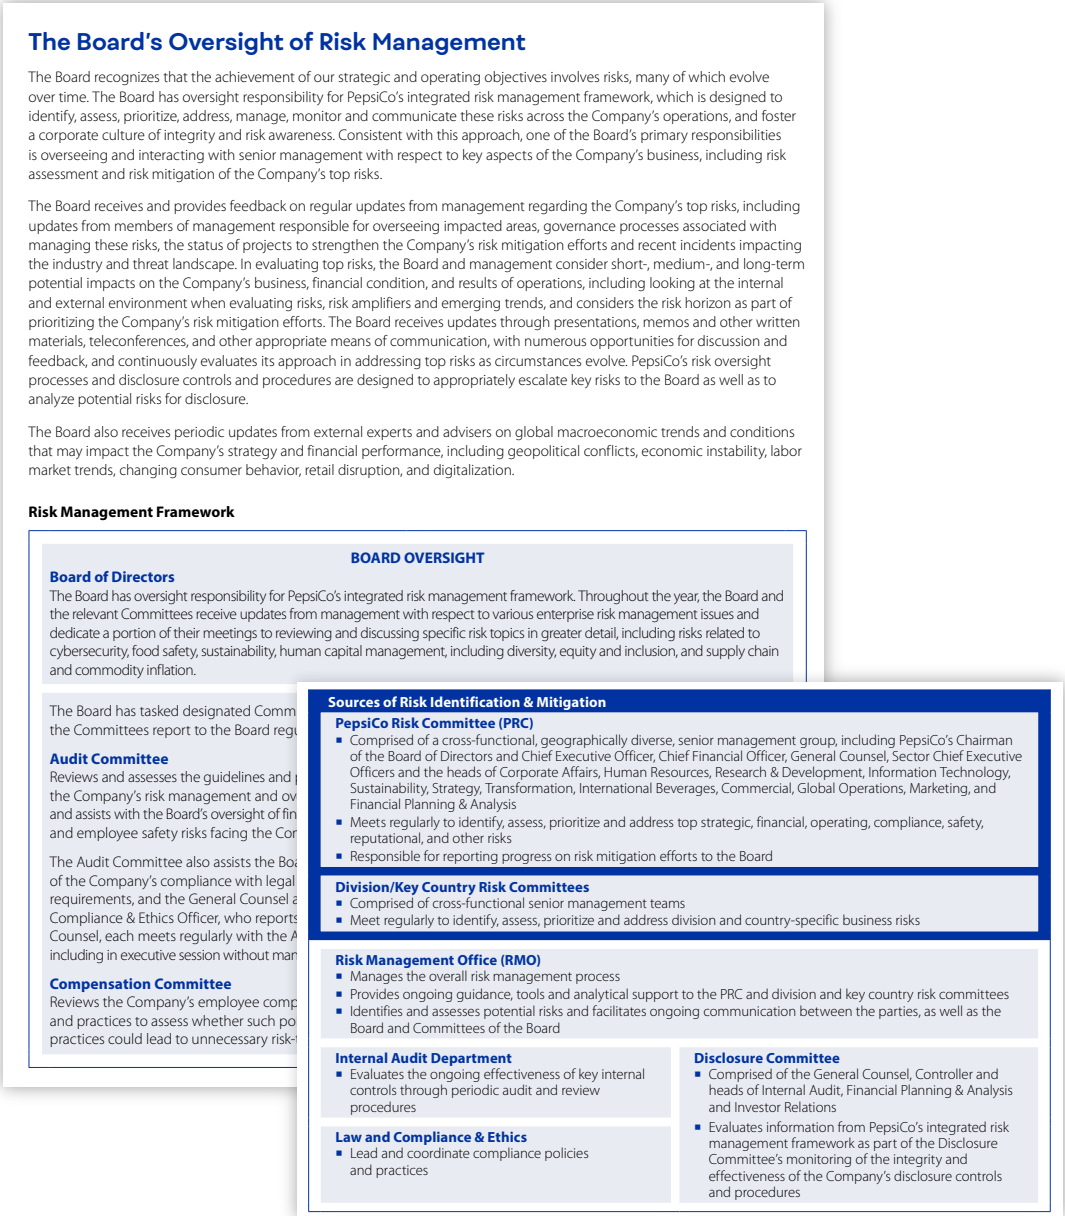 The Board's Oversight of Risk Management
The Board recognizes that the achievement of our strategic and operating objectives involves risks, many of which evolve
over time. The Board has oversight responsibility for PepsiCo's integrated risk management framework, which is designed to
identify, assess, prioritize, address, manage, monitor and communicate these risks across the Company's operations, and foster
a corporate culture of integrity and risk awareness. Consistent with this approach, one of the Board's primary responsibilities
is overseeing and interacting with senior management with respect to key aspects of the Company's business, including risk
assessment and risk mitigation of the Company's top risks.
The Board receives and provides feedback on regular updates from management regarding the Company's top risks, including
updates from members of management responsible for overseeing impacted areas, governance processes associated with
managing these risks, the status of projects to strengthen the Company's risk mitigation efforts and recent incidents impacting
the industry and threat landscape. In evaluating top risks, the Board and management consider short-, medium-, and long-term
potential impacts on the Company's business, financial condition, and results of operations, including looking at the internal
and external environment when evaluating risks, risk amplifiers and emerging trends, and considers the risk horizon as part of
prioritizing the Company's risk mitigation efforts. The Board receives updates through presentations, memos and other written
materials, teleconferences, and other appropriate means of communication, with numerous opportunities for discussion and
feedback, and continuously evaluates its approach in addressing top risks as circumstances evolve. PepsiCo's risk oversight
processes and disclosure controls and procedures are designed to appropriately escalate key risks to the Board as well as to
analyze potential risks for disclosure.
The Board also receives periodic updates from external experts and advisers on global macroeconomic trends and conditions
that may impact the Company's strategy and financial performance, including geopolitical conflicts, economic instability, labor
market trends, changing consumer behavior, retail disruption, and digitalization.
Risk Management Framework
BOARD OVERSIGHT
Board of Directors
The Board has oversight responsibility for PepsiCo's integrated risk management framework. Throughout the year, the Board and
the relevant Committees receive updates from management with respect to various enterprise risk management issues and
dedicate a portion of their meetings to reviewing and discussing specific risk topics in greater detail, including risks related to
cybersecurity, food safety, sustainability, human capital management, including diversity, equity and inclusion, and supply chain
and commodity inflation.
The Board has tasked designated Comm
the Committees report to the Board regu
Audit Committee
Reviews and assesses the guidelines and p
the Company's risk management and ov
and assists with the Board's oversight of fin
and employee safety risks facing the Com
The Audit Committee also assists the Boa
of the Company's compliance with legal
requirements, and the General Counsel a
Compliance & Ethics Officer, who reports
Counsel, each meets regularly with the A
including in executive session without man
Compensation Committee
Reviews the Company's employee comp
and practices to assess whether such po
practices could lead to unnecessary risk-t
Sources of Risk Identification & Mitigation
PepsiCo Risk Committee (PRC)
▪ Comprised of a cross-functional, geographically diverse, senior management group, including PepsiCo's Chairman
of the Board of Directors and Chief Executive Officer, Chief Financial Officer, General Counsel, Sector Chief Executive
Officers and the heads of Corporate Affairs, Human Resources, Research & Development, Information Technology,
Sustainability, Strategy, Transformation, International Beverages, Commercial, Global Operations, Marketing, and
Financial Planning & Analysis
▪ Meets regularly to identify, assess, prioritize and address top strategic, financial, operating, compliance, safety,
reputational, and other risks
▪ Responsible for reporting progress on risk mitigation efforts to the Board
Division/Key Country Risk Committees
▪ Comprised of cross-functional senior management teams
▪ Meet regularly to identify, assess, prioritize and address division and country-specific business risks
Risk Management Office (RMO)
▪ Manages the overall risk management process
▪ Provides ongoing guidance, tools and analytical support to the PRC and division and key country risk committees
▪ Identifies and assesses potential risks and facilitates ongoing communication between the parties, as well as the
Board and Committees of the Board
Internal Audit Department
▪ Evaluates the ongoing effectiveness of key internal
controls through periodic audit and review
procedures
Law and Compliance & Ethics
▪ Lead and coordinate compliance policies
and practices
Disclosure Committee
▪ Comprised of the General Counsel, Controller and
heads of Internal Audit, Financial Planning & Analysis
and Investor Relations
▪ Evaluates information from PepsiCo's integrated risk
management framework as part of the Disclosure
Committee's monitoring of the integrity and
effectiveness of the Company's disclosure controls
and procedures